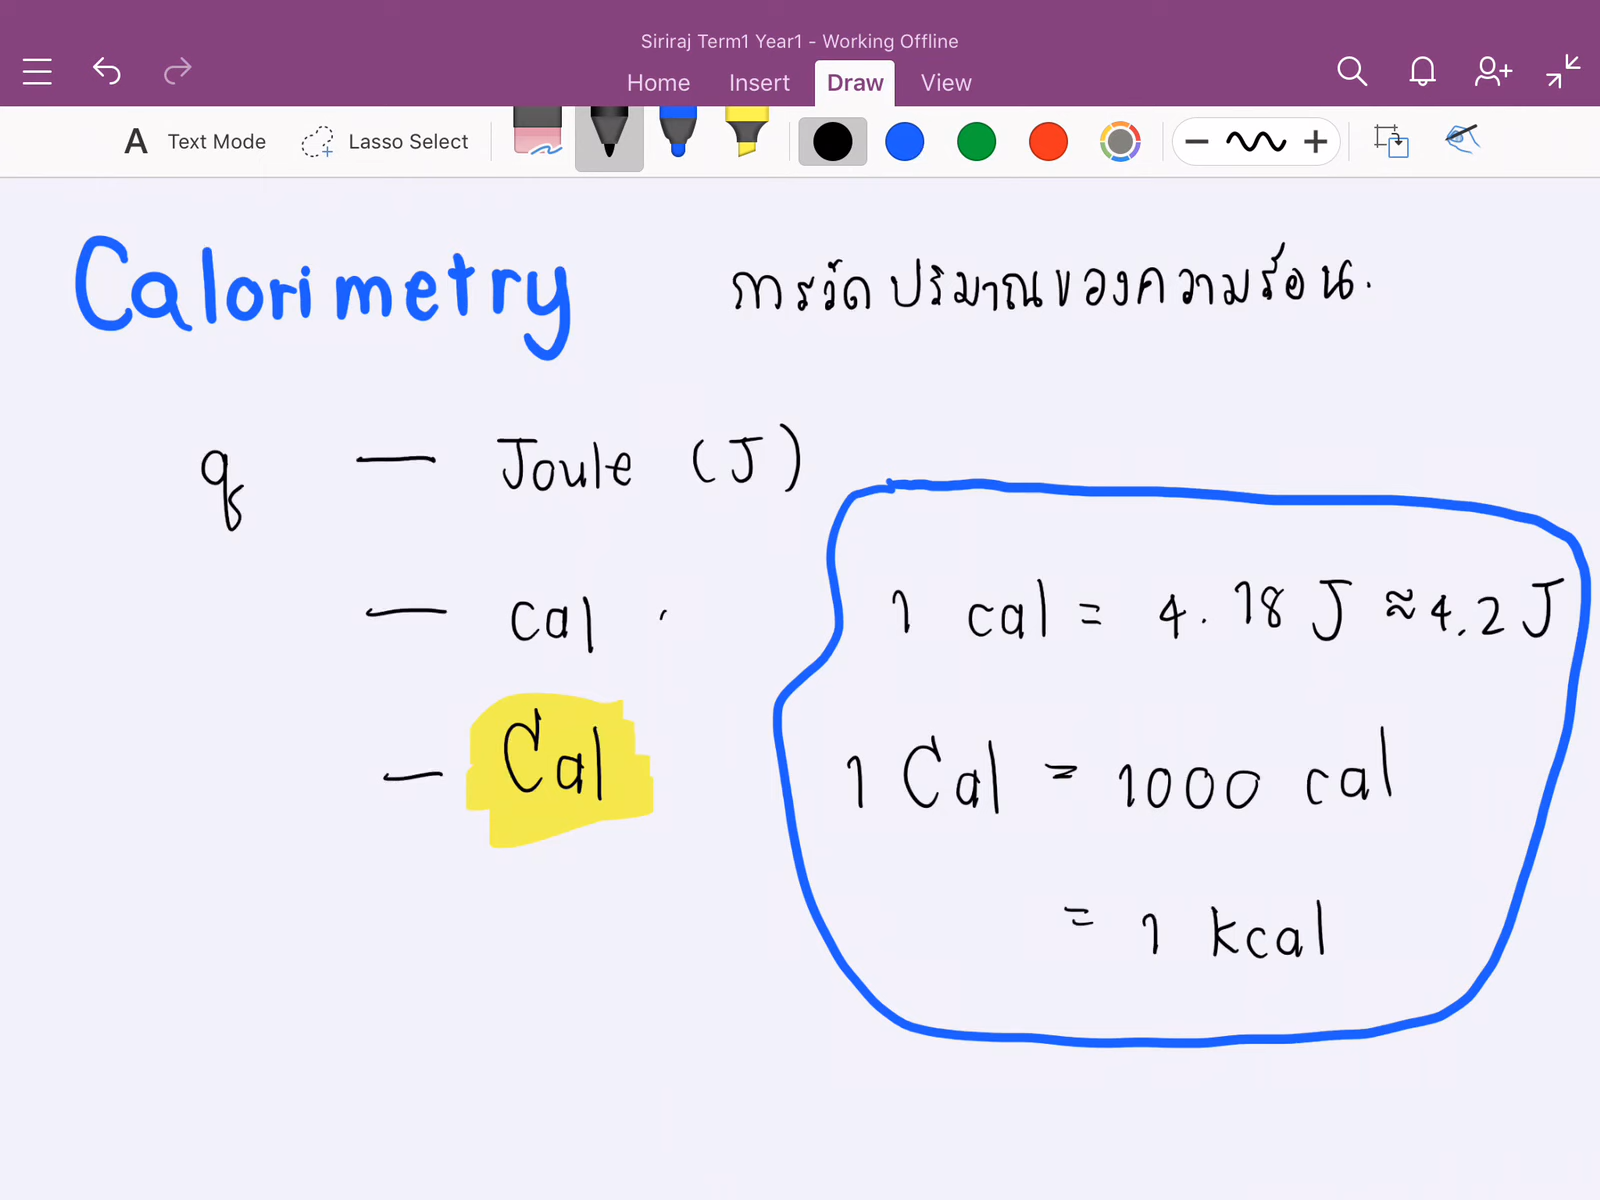 Siriraj Term1 Year1 - Working Offline
Home Insert Draw View
A Text Mode Lasso Select
Calorimetry การวัดปริมาณของความร้อน.
q — Joule (J)
— cal
1 cal = 4.18 J ≈ 4.2 J
— Cal
1 Cal = 1000 cal
= 1 kcal